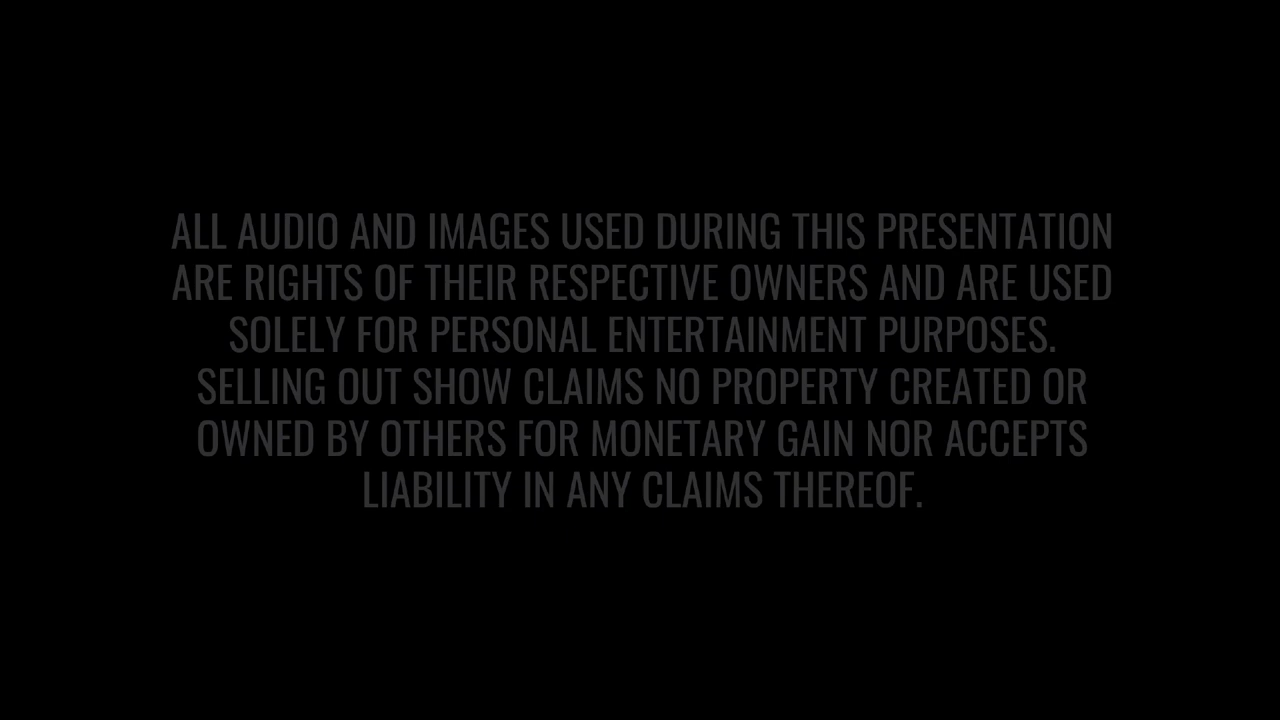 ALL AUDIO AND IMAGES USED DURING THIS PRESENTATION
ARE RIGHTS OF THEIR RESPECTIVE OWNERS AND ARE USED
SOLELY FOR PERSONAL ENTERTAINMENT PURPOSES.
SELLING OUT SHOW CLAIMS NO PROPERTY CREATED OR
OWNED BY OTHERS FOR MONETARY GAIN NOR ACCEPTS
LIABILITY IN ANY CLAIMS THEREOF.